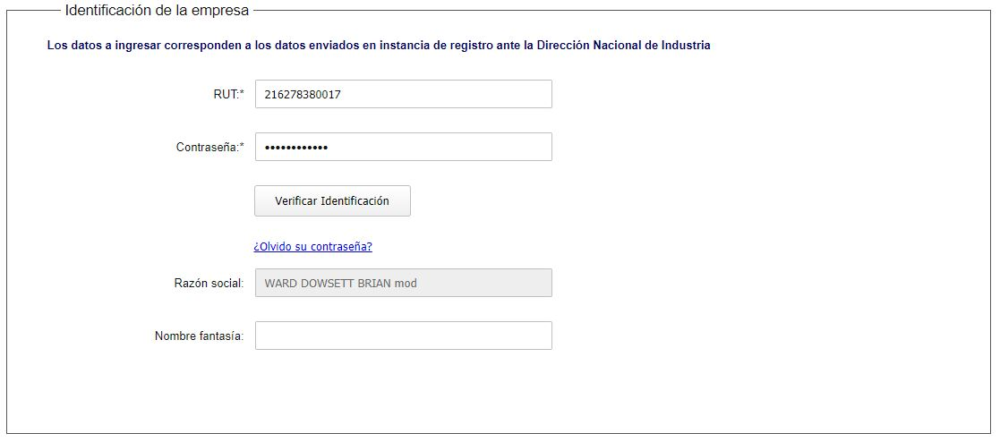 Identificación de la empresa
Los datos a ingresar corresponden a los datos enviados en instancia de registro ante la Dirección Nacional de Industria
RUT:* 216278380017
Contraseña:* ••••••••••••
Verificar Identificación
¿Olvido su contraseña?
Razón social: WARD DOWSETT BRIAN mod
Nombre fantasía: